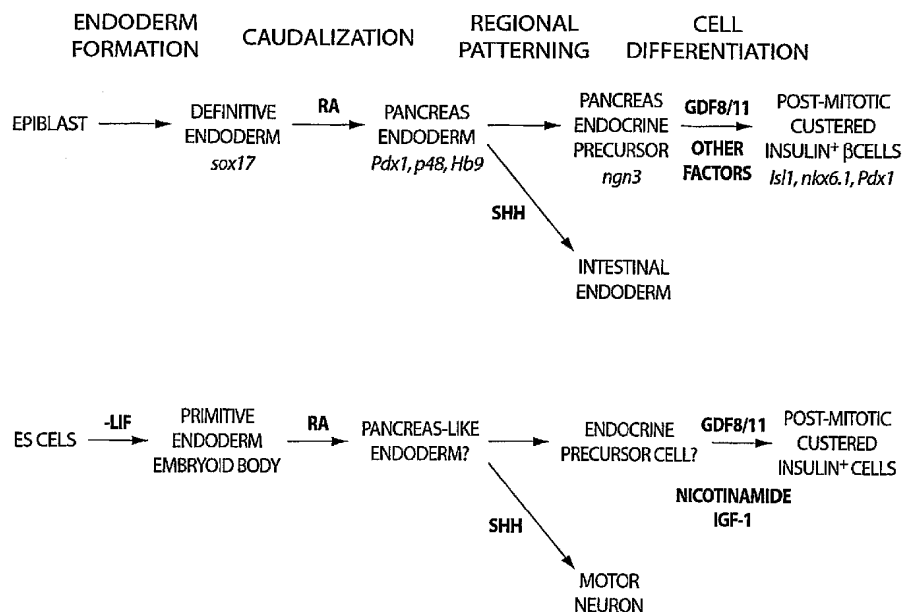 ENDODERM
FORMATION
CAUDALIZATION
REGIONAL
PATTERNING
CELL
DIFFERENTIATION
EPIBLAST
DEFINITIVE
ENDODERM
sox17
RA
PANCREAS
ENDODERM
Pdx1, p48, Hb9
SHH
INTESTINAL
ENDODERM
PANCREAS
ENDOCRINE
PRECURSOR
ngn3
GDF8/11
OTHER
FACTORS
POST-MITOTIC
CUSTERED
INSULIN+ βCELLS
Isl1, nkx6.1, Pdx1
ES CELS
-LIF
PRIMITIVE
ENDODERM
EMBRYOID BODY
RA
PANCREAS-LIKE
ENDODERM?
SHH
MOTOR
NEURON
ENDOCRINE
PRECURSOR CELL?
GDF8/11
NICOTINAMIDE
IGF-1
POST-MITOTIC
CUSTERED
INSULIN+ CELLS